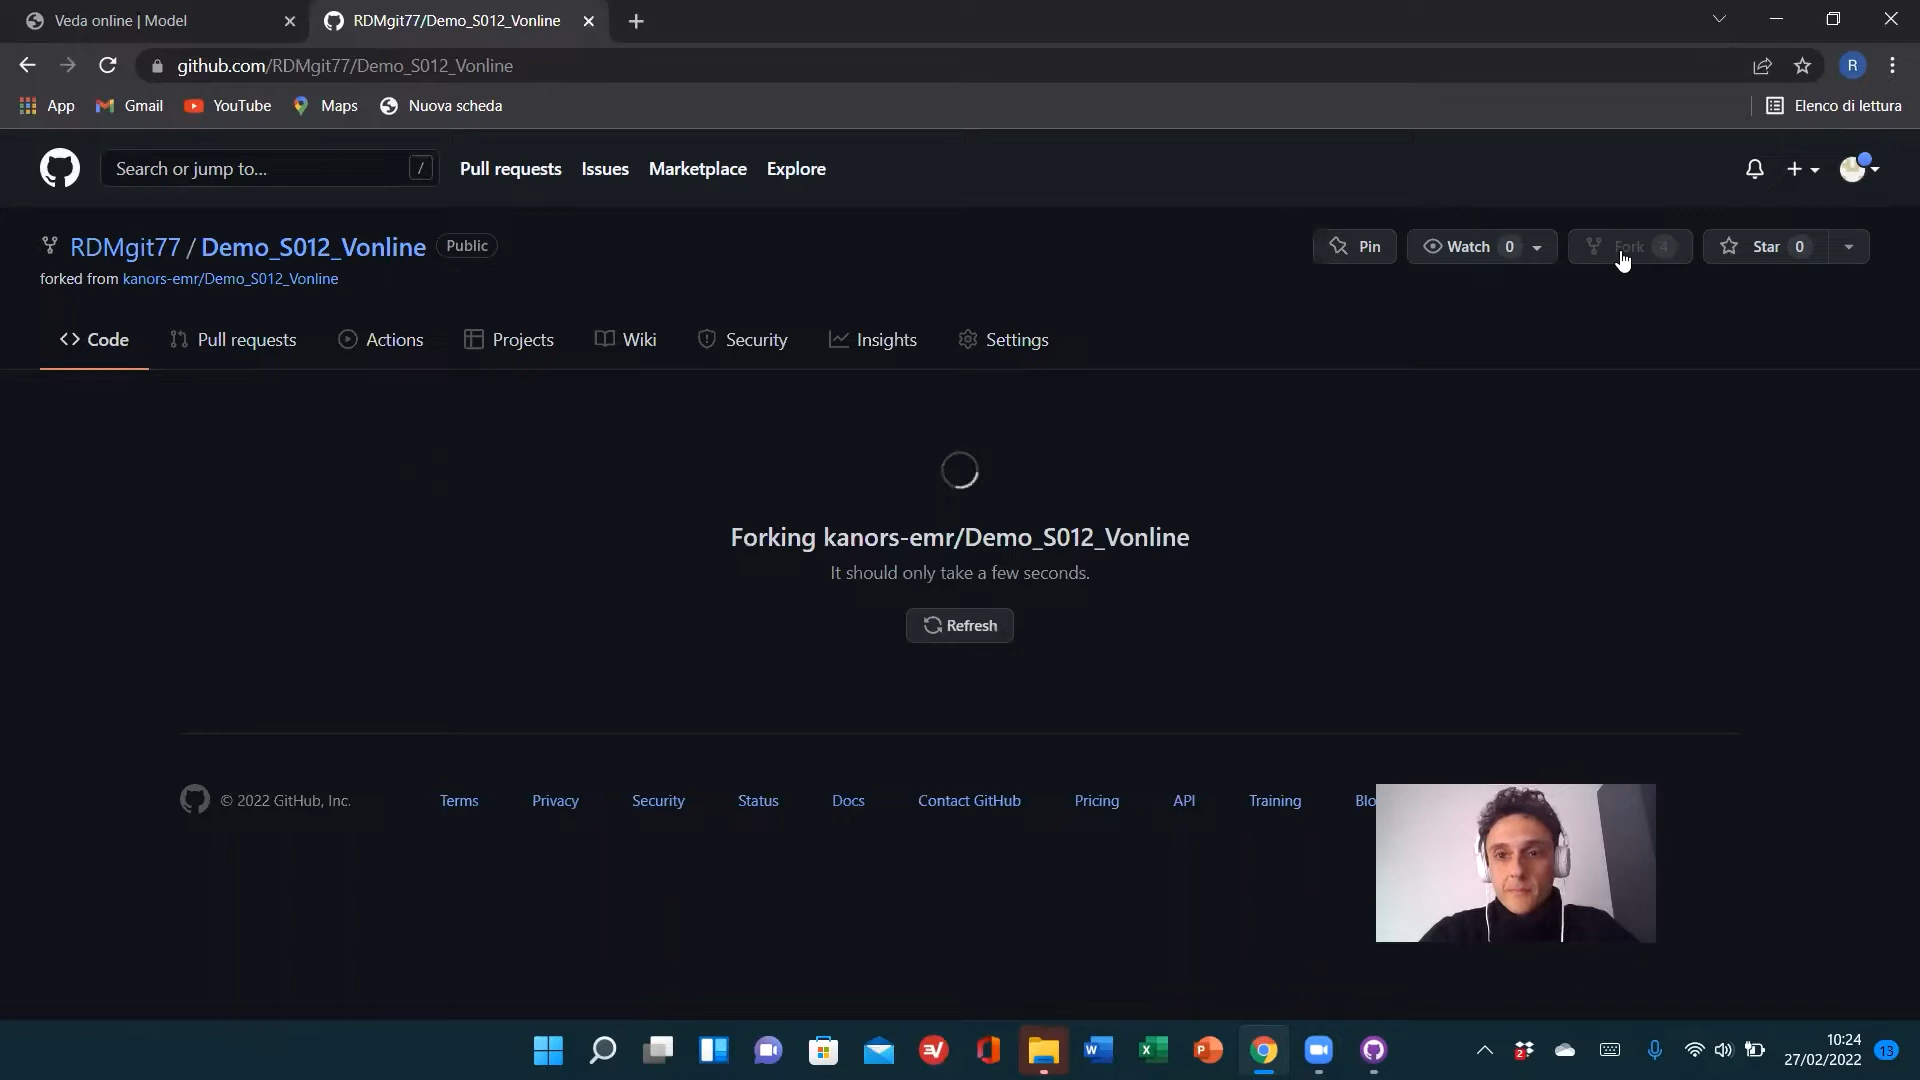 Veda online | Model
RDMgit77/Demo_S012_Vonline
github.com/RDMgit77/Demo_S012_Vonline
R
App
Gmail
YouTube
Maps
Nuova scheda
Elenco di lettura
Search or jump to...
/
Pull requests
Issues
Marketplace
Explore
RDMgit77 / Demo_S012_Vonline
Public
Pin
Watch 0
Fork 4
Star 0
forked from kanors-emr/Demo_S012_Vonline
Code
Pull requests
Actions
Projects
Wiki
Security
Insights
Settings
Forking kanors-emr/Demo_S012_Vonline
It should only take a few seconds.
Refresh
© 2022 GitHub, Inc.
Terms
Privacy
Security
Status
Docs
Contact GitHub
Pricing
API
Training
Blo
10:24
27/02/2022
13
2